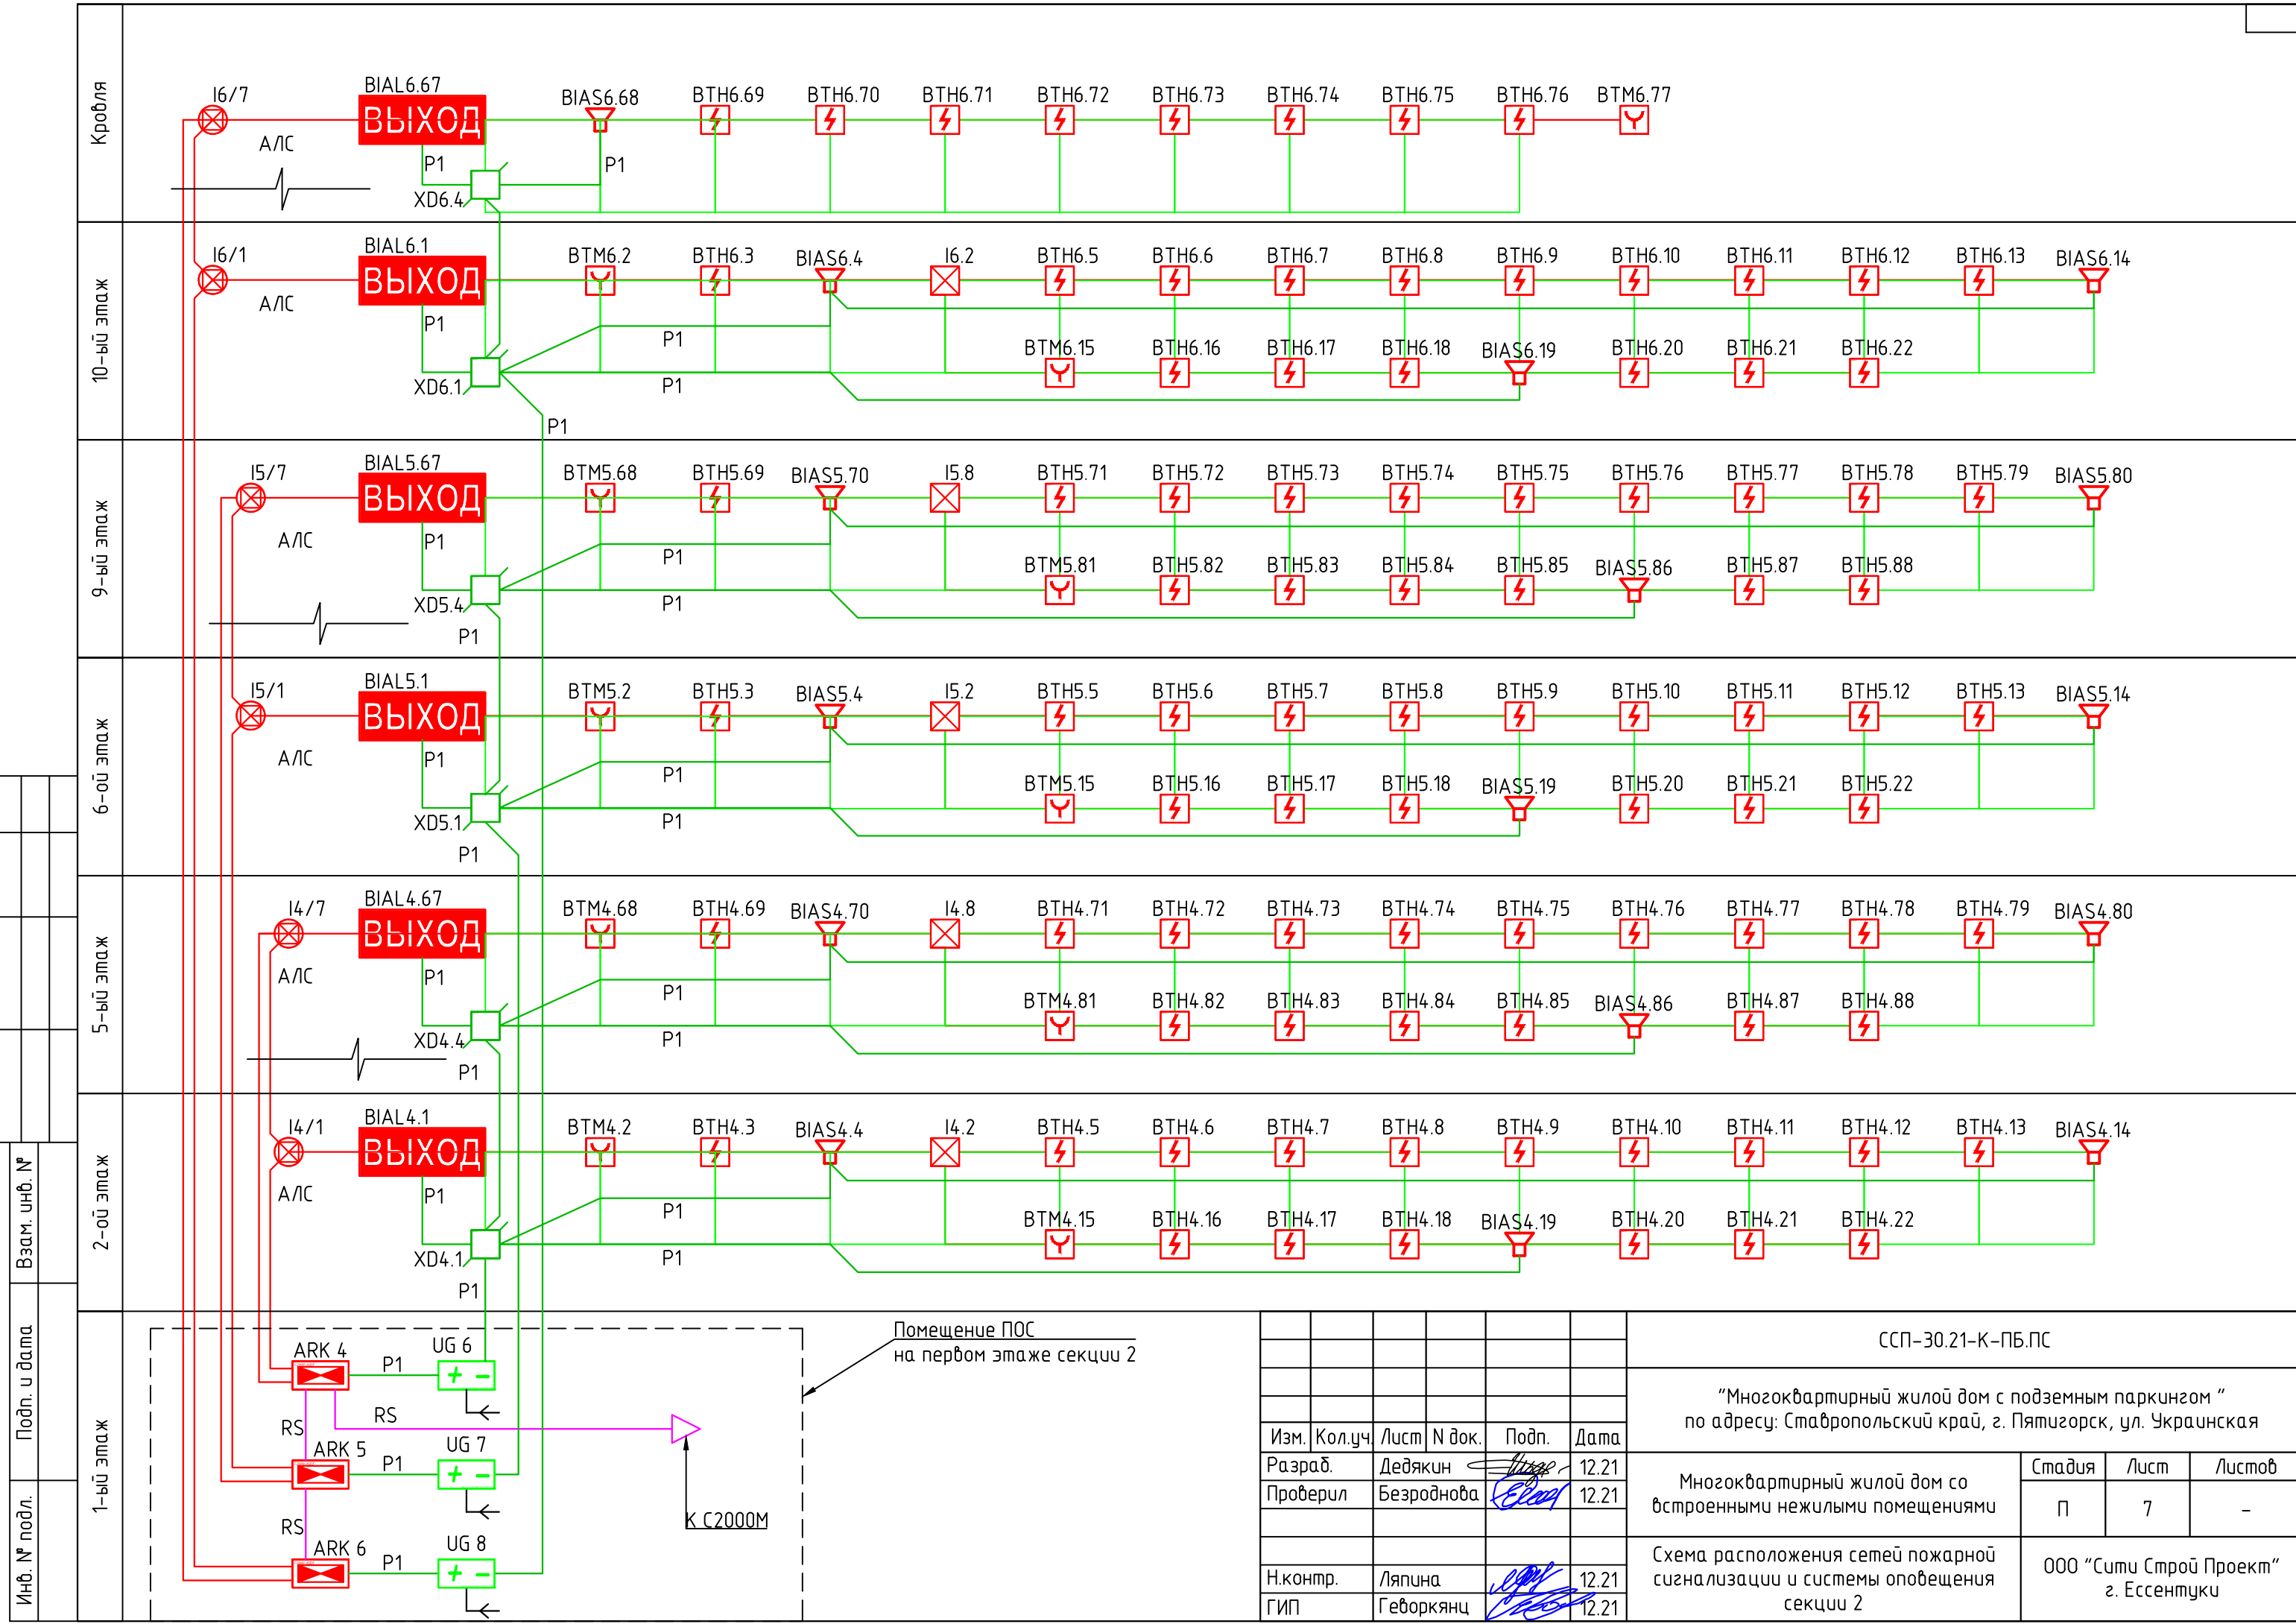 Кровля
I6/7
BIAL6.67
ВЫХОД
BIAS6.68
BTH6.69
BTH6.70
BTH6.71
BTH6.72
BTH6.73
BTH6.74
BTH6.75
BTH6.76
BTM6.77
АЛС
P1
P1
XD6.4
10-ый этаж
I6/1
BIAL6.1
ВЫХОД
BTM6.2
BTH6.3
BIAS6.4
I6.2
BTH6.5
BTH6.6
BTH6.7
BTH6.8
BTH6.9
BTH6.10
BTH6.11
BTH6.12
BTH6.13
BIAS6.14
АЛС
P1
P1
BTM6.15
BTH6.16
BTH6.17
BTH6.18
BIAS6.19
BTH6.20
BTH6.21
BTH6.22
XD6.1
P1
P1
9-ый этаж
I5/7
BIAL5.67
ВЫХОД
BTM5.68
BTH5.69
BIAS5.70
I5.8
BTH5.71
BTH5.72
BTH5.73
BTH5.74
BTH5.75
BTH5.76
BTH5.77
BTH5.78
BTH5.79
BIAS5.80
АЛС
P1
P1
BTM5.81
BTH5.82
BTH5.83
BTH5.84
BTH5.85
BIAS5.86
BTH5.87
BTH5.88
XD5.4
P1
P1
6-ой этаж
I5/1
BIAL5.1
ВЫХОД
BTM5.2
BTH5.3
BIAS5.4
I5.2
BTH5.5
BTH5.6
BTH5.7
BTH5.8
BTH5.9
BTH5.10
BTH5.11
BTH5.12
BTH5.13
BIAS5.14
АЛС
P1
P1
BTM5.15
BTH5.16
BTH5.17
BTH5.18
BIAS5.19
BTH5.20
BTH5.21
BTH5.22
XD5.1
P1
P1
5-ый этаж
I4/7
BIAL4.67
ВЫХОД
BTM4.68
BTH4.69
BIAS4.70
I4.8
BTH4.71
BTH4.72
BTH4.73
BTH4.74
BTH4.75
BTH4.76
BTH4.77
BTH4.78
BTH4.79
BIAS4.80
АЛС
P1
P1
BTM4.81
BTH4.82
BTH4.83
BTH4.84
BTH4.85
BIAS4.86
BTH4.87
BTH4.88
XD4.4
P1
P1
2-ой этаж
I4/1
BIAL4.1
ВЫХОД
BTM4.2
BTH4.3
BIAS4.4
I4.2
BTH4.5
BTH4.6
BTH4.7
BTH4.8
BTH4.9
BTH4.10
BTH4.11
BTH4.12
BTH4.13
BIAS4.14
АЛС
P1
P1
BTM4.15
BTH4.16
BTH4.17
BTH4.18
BIAS4.19
BTH4.20
BTH4.21
BTH4.22
XD4.1
P1
P1
1-ый этаж
ARK 4
P1
UG 6
RS
RS
ARK 5
P1
UG 7
RS
ARK 6
P1
UG 8
К С2000М
Помещение ПОС
на первом этаже секции 2
Взам. инв. №
Подп. и дата
Инв. № подл.
ССП-30.21-К-ПБ.ПС
"Многоквартирный жилой дом с подземным паркингом "
по адресу: Ставропольский край, г. Пятигорск, ул. Украинская
Изм. Кол.уч. Лист N док. Подп. Дата
Разраб. Дедякин 12.21
Проверил Безроднова 12.21
Н.контр. Ляпина 12.21
ГИП Геворкянц 12.21
Многоквартирный жилой дом со
встроенными нежилыми помещениями
Стадия Лист Листов
П 7 -
Схема расположения сетей пожарной
сигнализации и системы оповещения
секции 2
ООО "Сити Строй Проект"
г. Ессентуки